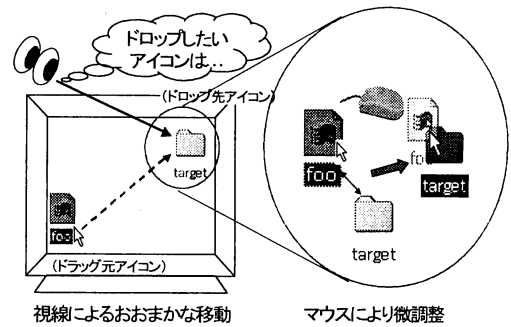 ドロップしたい
アイコンは..
(ドロップ先アイコン)
target
foo
(ドラッグ元アイコン)
foo
fo
target
target
視線によるおおまかな移動
マウスにより微調整